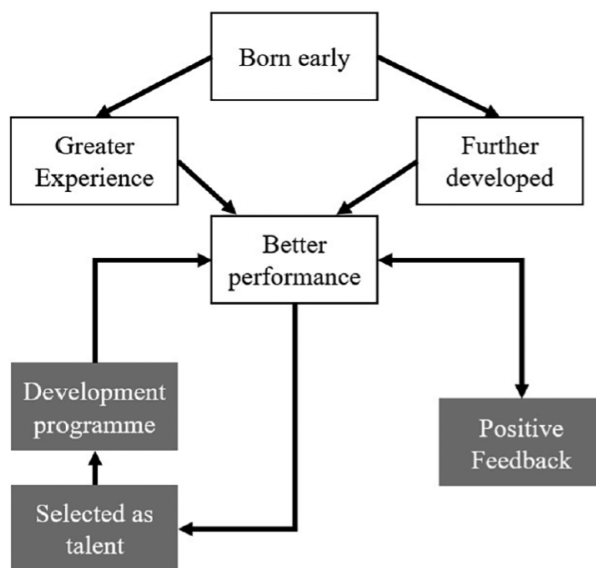 Born early
Greater
Experience
Further
developed
Better
performance
Development
programme
Positive
Feedback
Selected as
talent